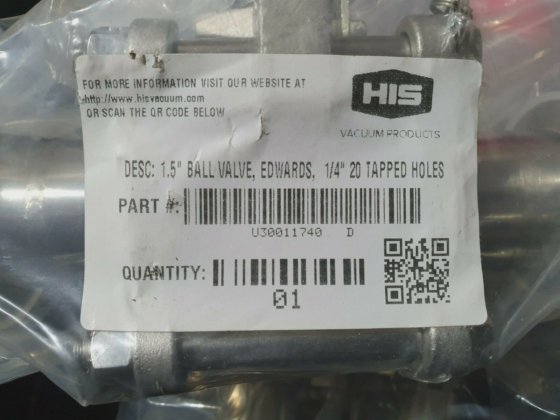 FOR MORE INFORMATION VISIT OUR WEBSITE AT
http://www.hisvacuum.com
OR SCAN THE QR CODE BELOW
HIS
VACUUM PRODUCTS
DESC: 1.5" BALL VALVE, EDWARDS, 1/4" 20 TAPPED HOLES
PART #:
U30011740 D
QUANTITY:
01